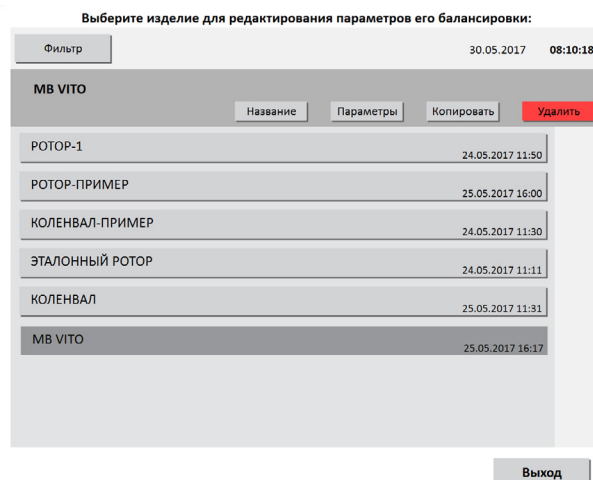 Выберите изделие для редактирования параметров его балансировки:
Фильтр 30.05.2017 08:10:18
MB VITO
Название Параметры Копировать Удалить
РОТОР-1 24.05.2017 11:50
РОТОР-ПРИМЕР 25.05.2017 16:00
КОЛЕНВАЛ-ПРИМЕР 24.05.2017 11:30
ЭТАЛОННЫЙ РОТОР 24.05.2017 11:11
КОЛЕНВАЛ 25.05.2017 11:31
MB VITO 25.05.2017 16:17
Выход